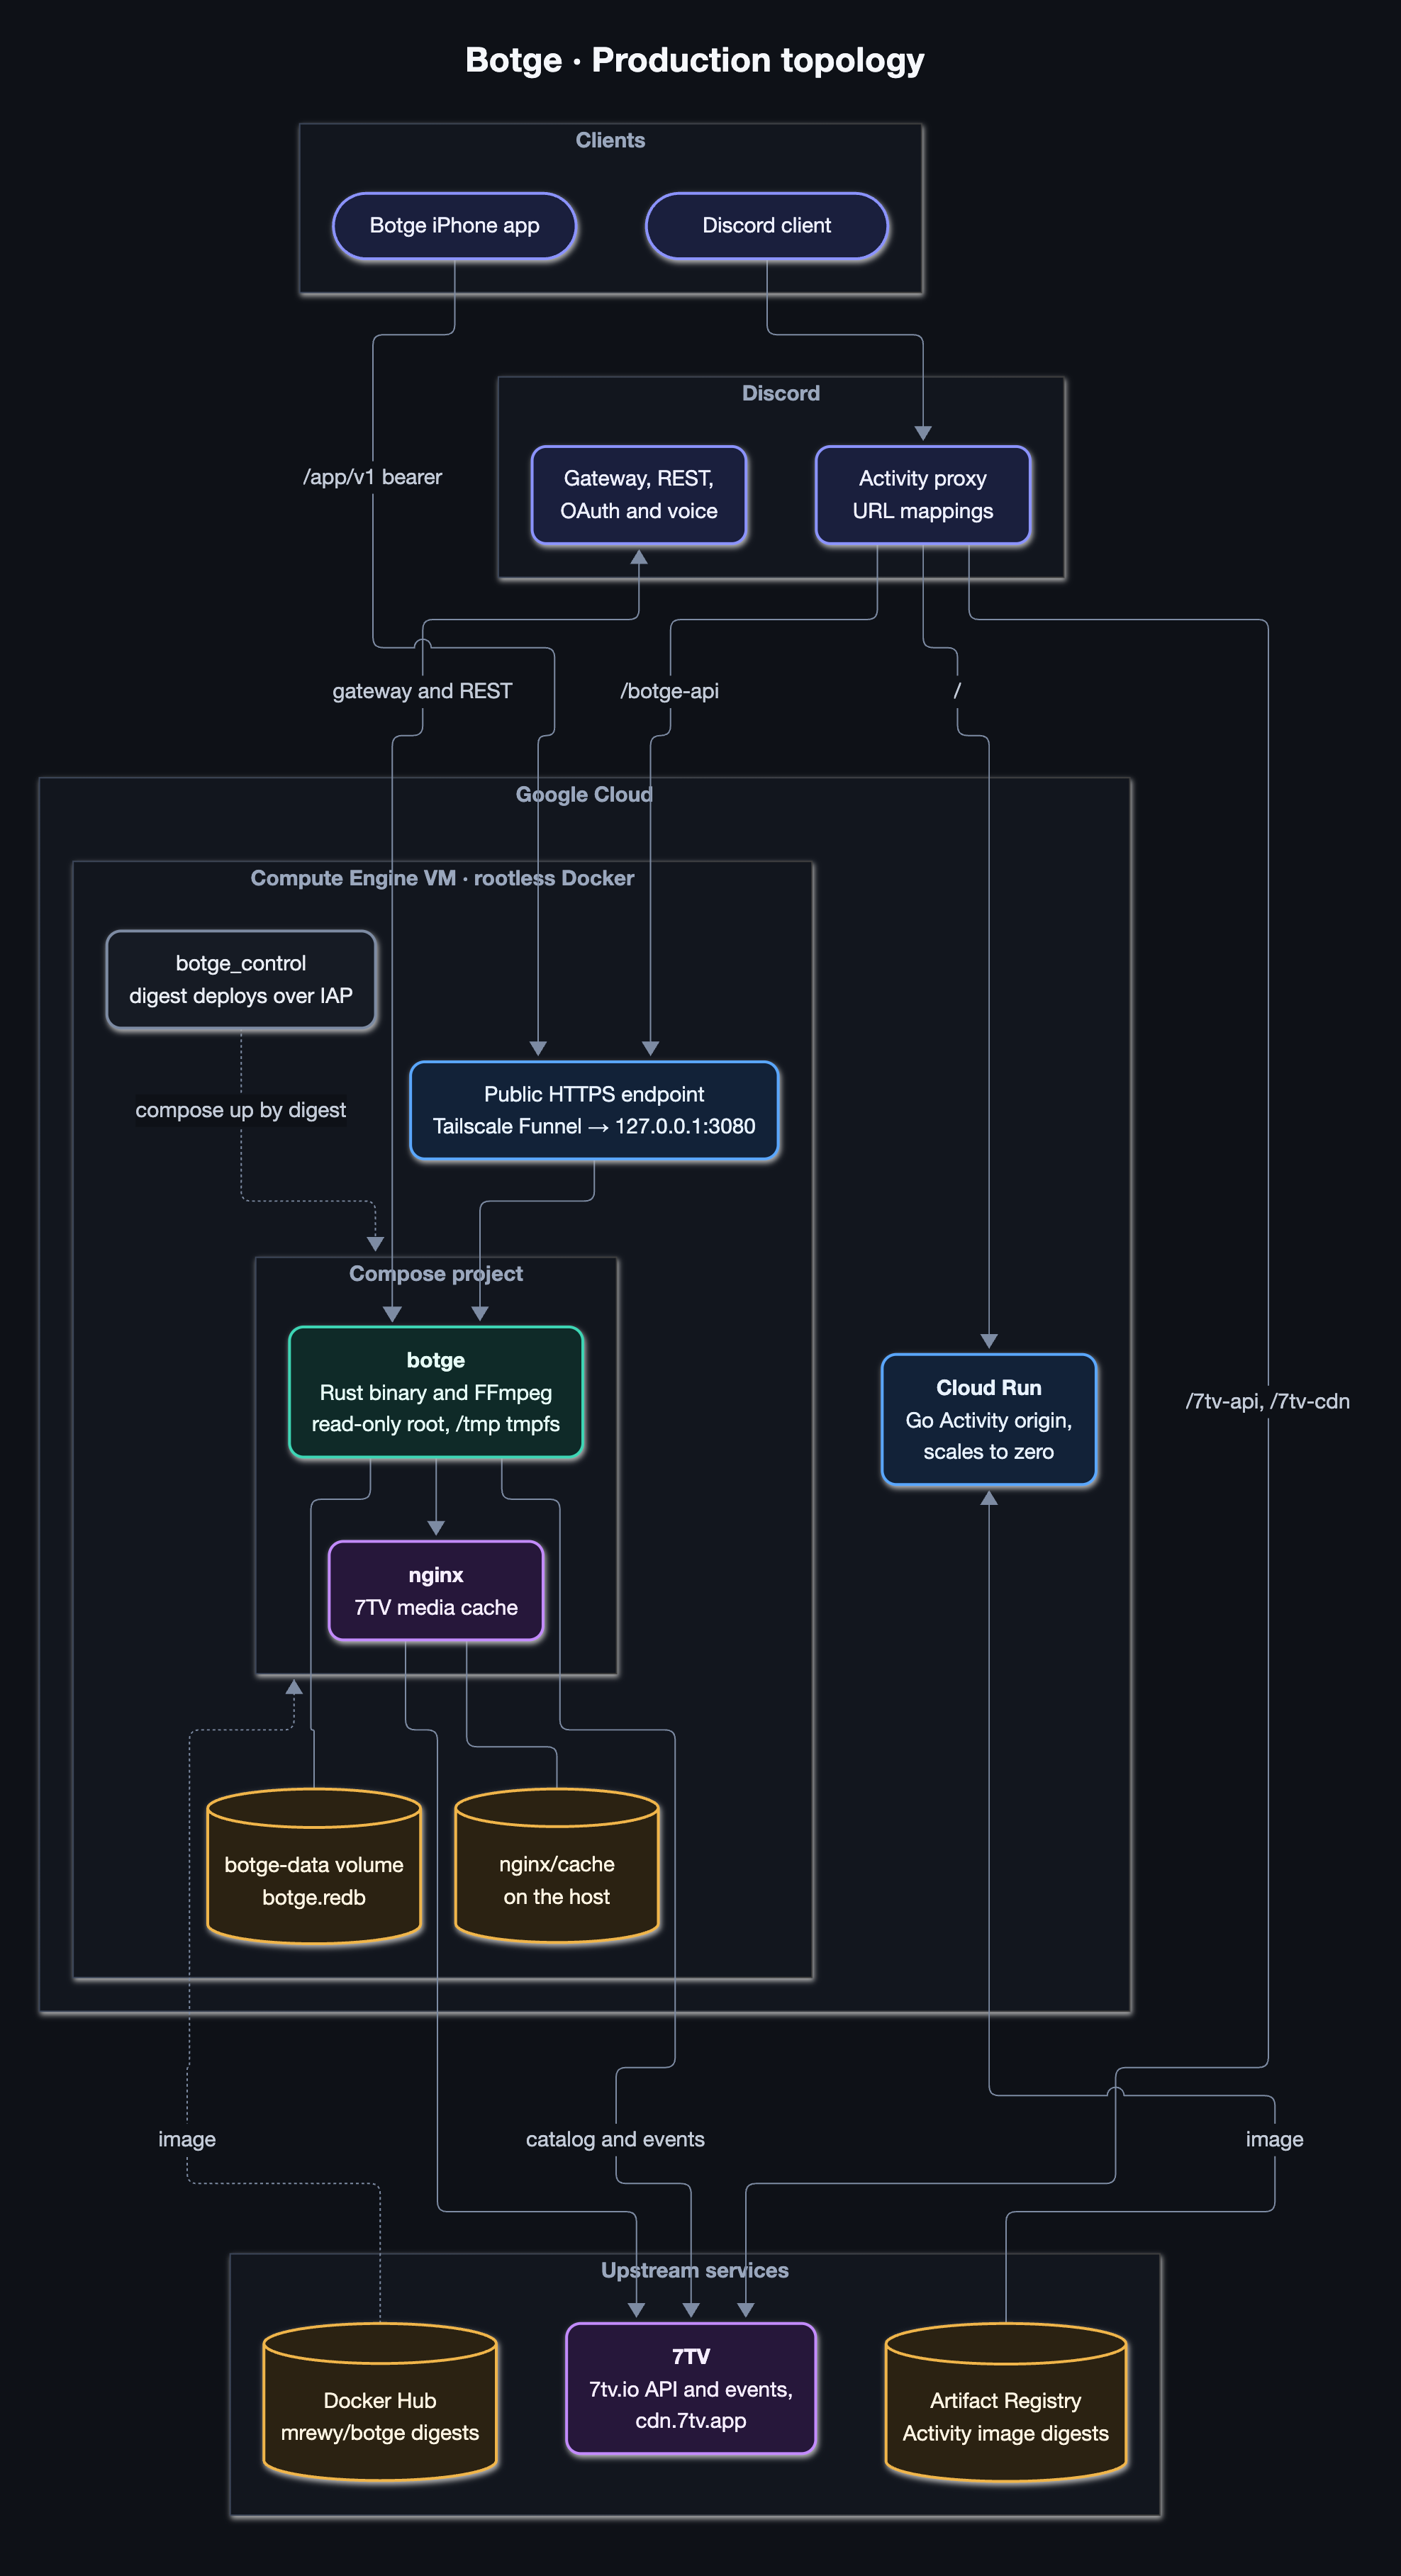 Botge · Production topology
Clients
Botge iPhone app
Discord client
Discord
/app/v1 bearer
Gateway, REST,
OAuth and voice
Activity proxy
URL mappings
gateway and REST
/botge-api
/
Google Cloud
Compute Engine VM · rootless Docker
botge_control
digest deploys over IAP
compose up by digest
Public HTTPS endpoint
Tailscale Funnel → 127.0.0.1:3080
Compose project
botge
Rust binary and FFmpeg
read-only root, /tmp tmpfs
Cloud Run
Go Activity origin,
scales to zero
/7tv-api, /7tv-cdn
nginx
7TV media cache
botge-data volume
botge.redb
nginx/cache
on the host
image
catalog and events
image
Upstream services
Docker Hub
mrewy/botge digests
7TV
7tv.io API and events,
cdn.7tv.app
Artifact Registry
Activity image digests